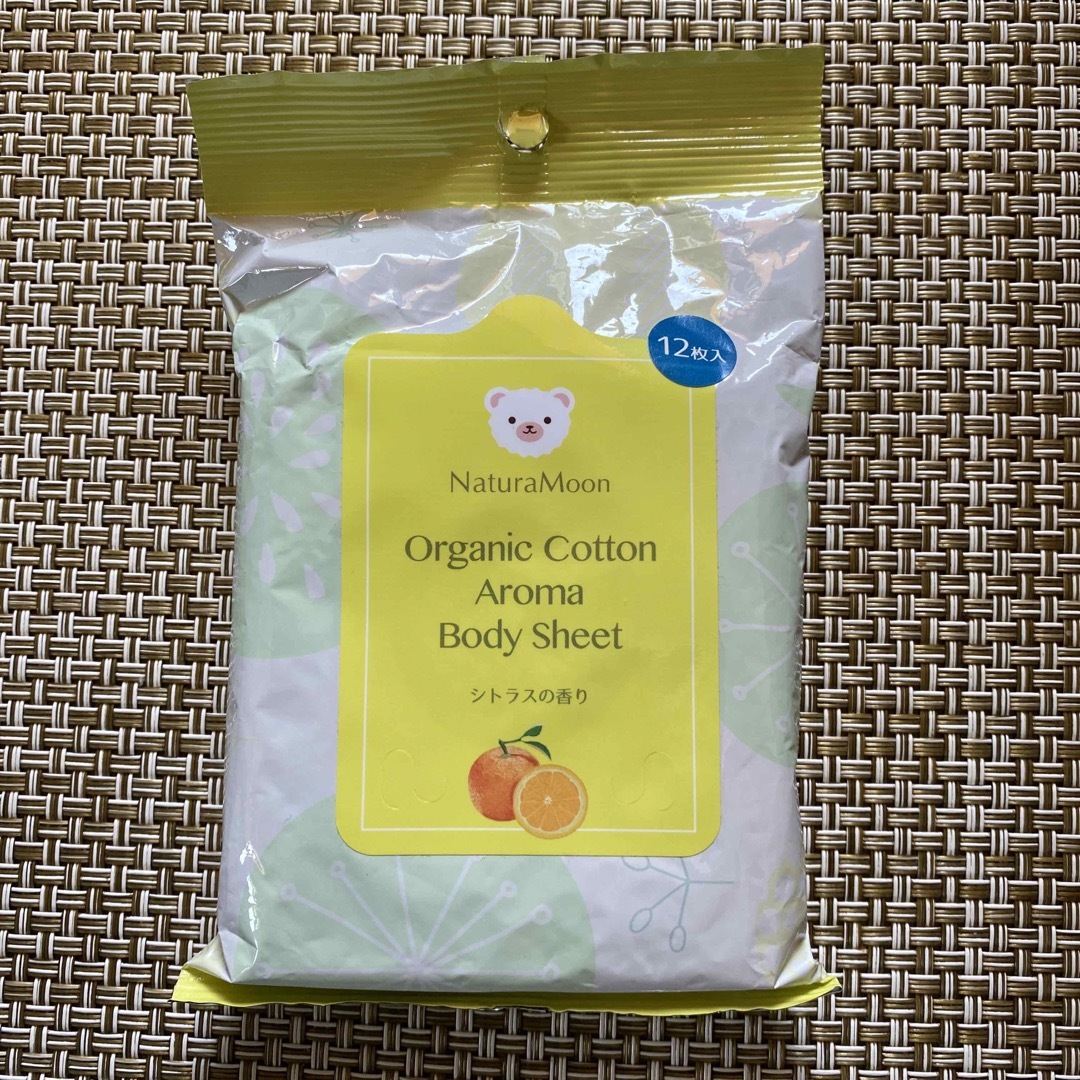 12枚入
NaturaMoon
Organic Cotton
Aroma
Body Sheet
シトラスの香り